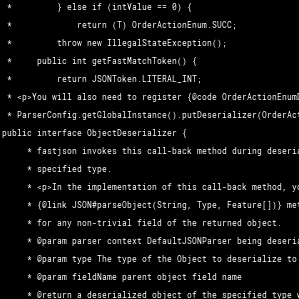 *         } else if (intValue == 0) {
*             return (T) OrderActionEnum.SUCC;
*         throw new IllegalStateException();
*     public int getFastMatchToken() {
*         return JSONToken.LITERAL_INT;
* <p>You will also need to register {@code OrderActionEnumD
* ParserConfig.getGlobalInstance().putDeserializer(OrderAct
public interface ObjectDeserializer {
* fastjson invokes this call-back method during deseria
* specified type.
* <p>In the implementation of this call-back method, yo
* {@link JSON#parseObject(String, Type, Feature[])} met
* for any non-trivial field of the returned object.
* @param parser context DefaultJSONParser being deseria
* @param type The type of the Object to deserialize to
* @param fieldName parent object field name
* @return a deserialized object of the specified type w